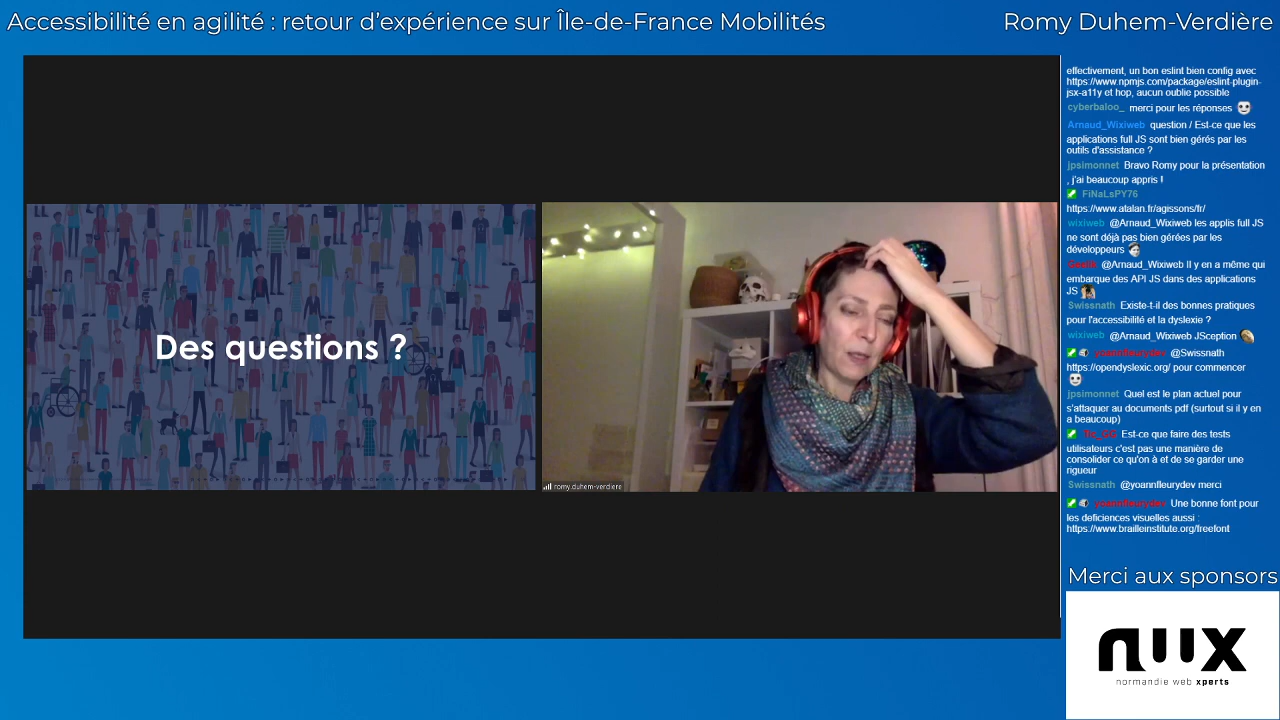 Accessibilité en agilité : retour d'expérience sur Île-de-France Mobilités
Romy Duhem-Verdière
effectivement, un bon eslint bien config avec
https://www.npmjs.com/package/eslint-plugin-
jsx-a11y et hop, aucun oublie possible
cyberbaloo_ merci pour les réponses
Arnaud_Wixiweb question / Est-ce que les
applications full JS sont bien gérés par les
outils d'assistance ?
jpsimonnet Bravo Romy pour la présentation
, j'ai beaucoup appris !
FiNaLsPY76
https://www.atalan.fr/agissons/fr/
wixiweb @Arnaud_Wixiweb les applis full JS
ne sont déjà pas bien gérées par les
développeurs
@Arnaud_Wixiweb Il y en a même qui
embarque des API JS dans des applications
JS
Swissnath Existe-t-il des bonnes pratiques
pour l'accessibilité et la dyslexie ?
wixiweb @Arnaud_Wixiweb JSception
yoannfleurydev @Swissnath
https://opendyslexic.org/ pour commencer
jpsimonnet Quel est le plan actuel pour
s'attaquer au documents pdf (surtout si il y en
a beaucoup)
Est-ce que faire des tests
utilisateurs c'est pas une manière de
consolider ce qu'on à et de se garder une
rigueur
Swissnath @yoannfleurydev merci
yoannfleurydev Une bonne font pour
les deficiences visuelles aussi :
https://www.brailleinstitute.org/freefont
Des questions ?
romy.duhem-verdiere
Merci aux sponsors
nwx
normandie web xperts